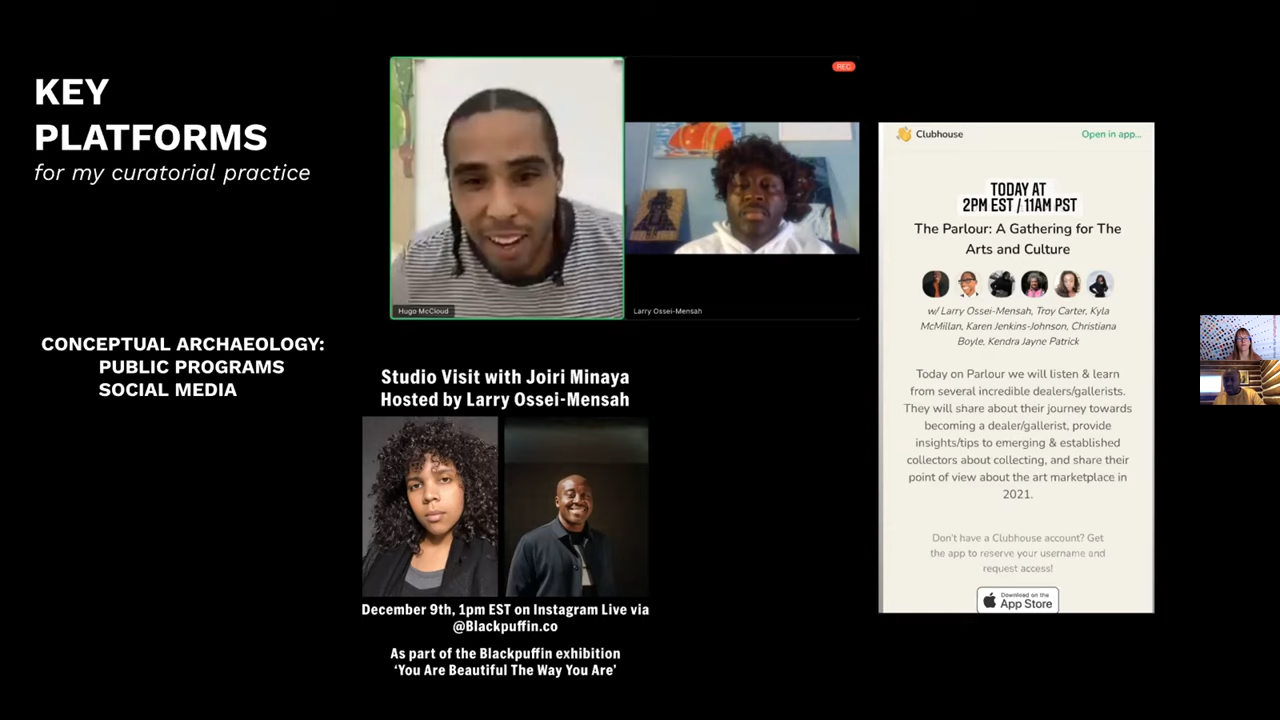 KEY
PLATFORMS
for my curatorial practice
CONCEPTUAL ARCHAEOLOGY:
PUBLIC PROGRAMS
SOCIAL MEDIA
REC
Hugo McCloud
Larry Ossei-Mensah
Studio Visit with Joiri Minaya
Hosted by Larry Ossei-Mensah
December 9th, 1pm EST on Instagram Live via
@Blackpuffin.co
As part of the Blackpuffin exhibition
‘You Are Beautiful The Way You Are’
Clubhouse
Open in app...
TODAY AT
2PM EST / 11AM PST
The Parlour: A Gathering for The
Arts and Culture
w/ Larry Ossei-Mensah, Troy Carter, Kyla
McMillan, Karen Jenkins-Johnson, Christiana
Boyle, Kendra Jayne Patrick
Today on Parlour we will listen & learn
from several incredible dealers/gallerists.
They will share about their journey towards
becoming a dealer/gallerist, provide
insights/tips to emerging & established
collectors about collecting, and share their
point of view about the art marketplace in
2021.
Don't have a Clubhouse account? Get
the app to reserve your username and
request access!
Download on the
App Store